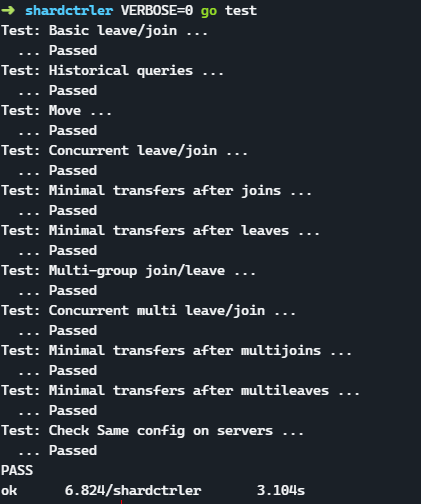 ➜ shardctrler VERBOSE=0 go test
Test: Basic leave/join ...
  ... Passed
Test: Historical queries ...
  ... Passed
Test: Move ...
  ... Passed
Test: Concurrent leave/join ...
  ... Passed
Test: Minimal transfers after joins ...
  ... Passed
Test: Minimal transfers after leaves ...
  ... Passed
Test: Multi-group join/leave ...
  ... Passed
Test: Concurrent multi leave/join ...
  ... Passed
Test: Minimal transfers after multijoins ...
  ... Passed
Test: Minimal transfers after multileaves ...
  ... Passed
Test: Check Same config on servers ...
  ... Passed
PASS
ok      6.824/shardctrler       3.104s